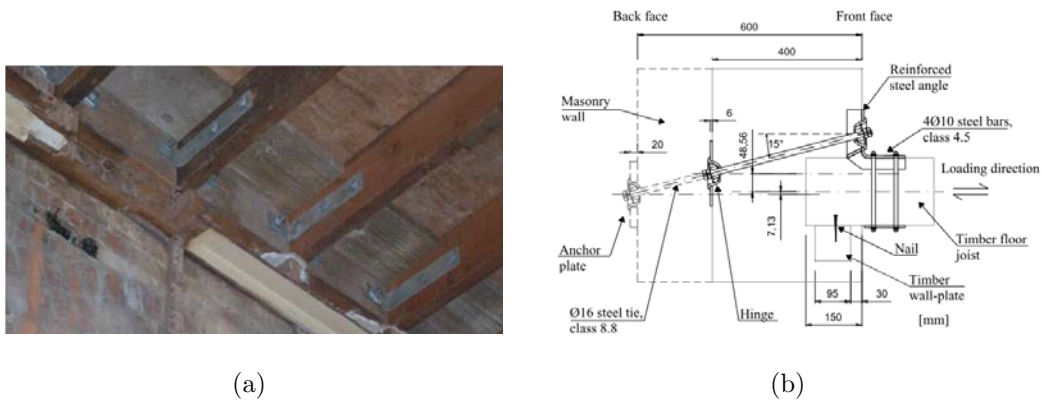 Back face
Front face
600
400
Reinforced
steel angle
Masonry
wall
6
4Ø10 steel bars,
class 4.5
20
48,56
15°
Loading direction
7,13
Anchor
plate
Nail
Timber floor
joist
Timber
wall-plate
Ø16 steel tie,
class 8.8
Hinge
95
30
150
[mm]
(a)
(b)